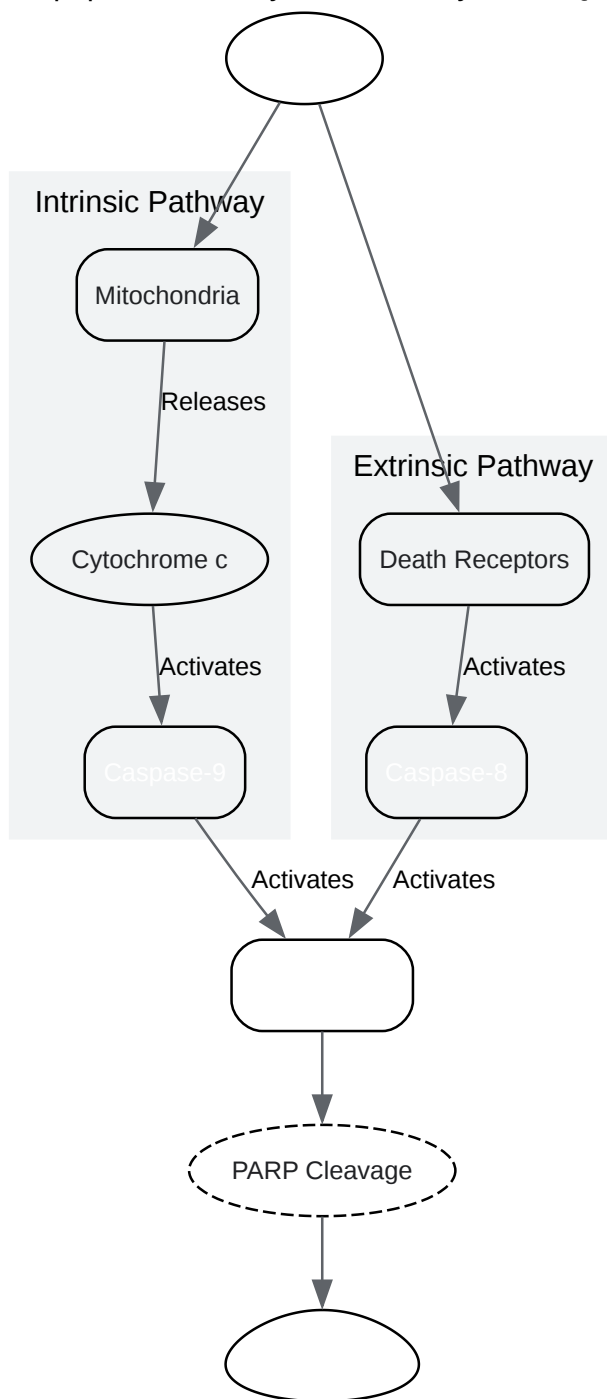 Intrinsic Pathway
Mitochondria
Releases
Extrinsic Pathway
Cytochrome c
Death Receptors
Activates
Activates
Caspase-9
Caspase-8
Activates
Activates
PARP Cleavage